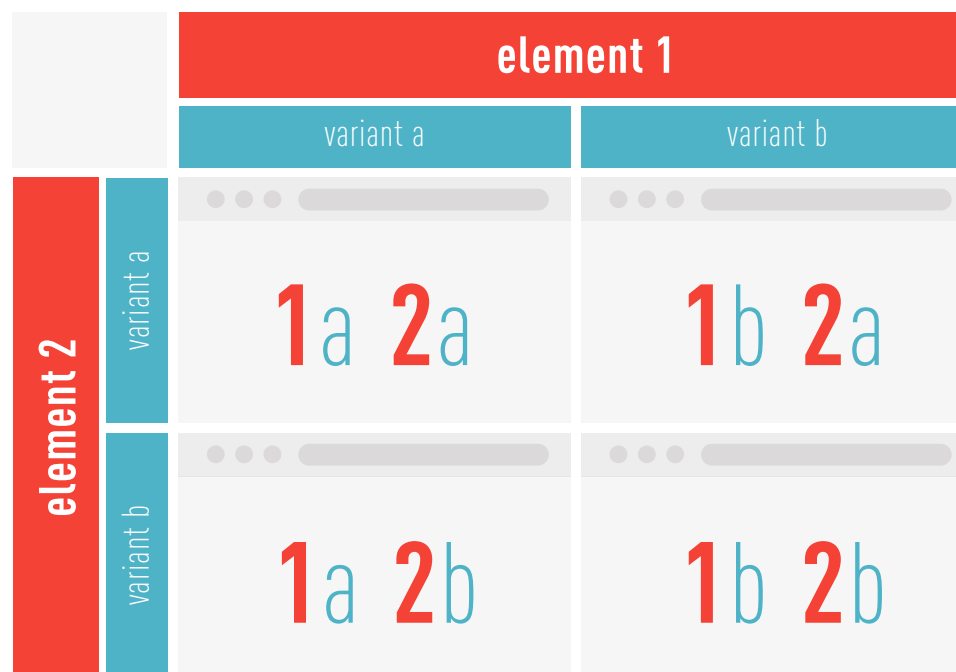 element 1
variant a
variant b
element 2
variant a
1a 2a
1b 2a
variant b
1a 2b
1b 2b